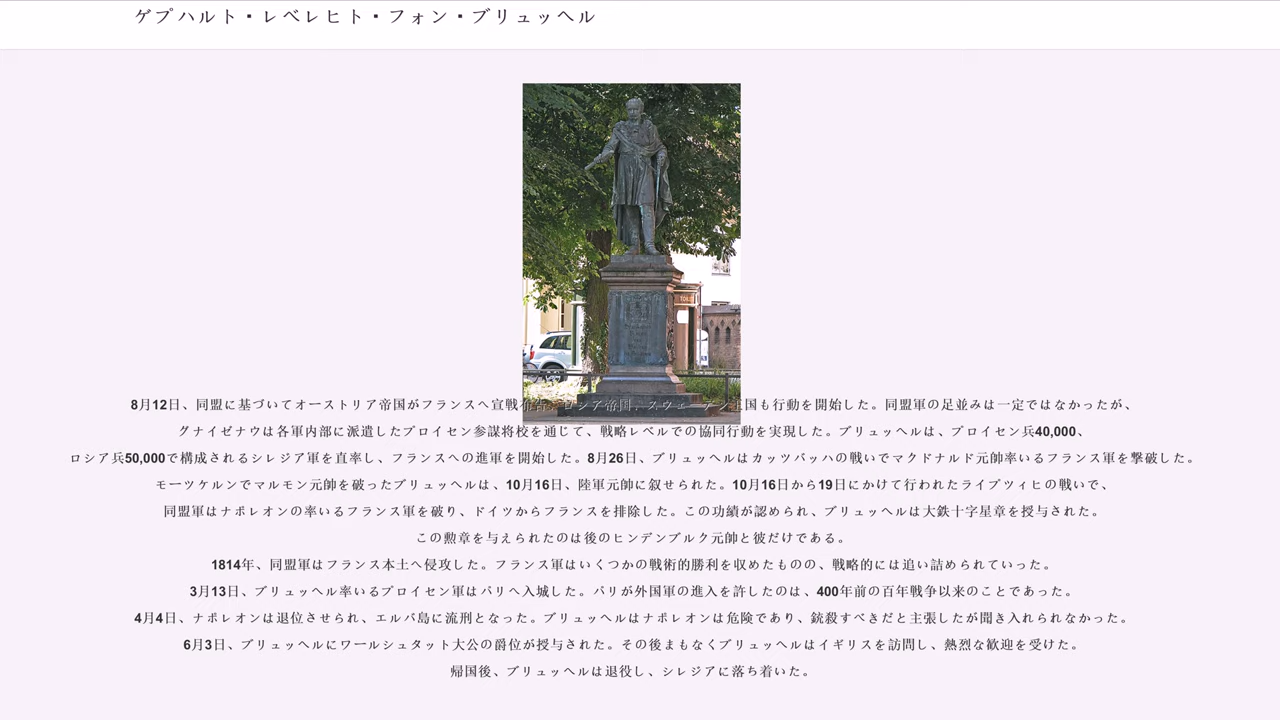 ゲプハルト・レベレヒト・フォン・ブリュッヘル
8月12日、同盟に基づいてオーストリア帝国がフランスへ宣戦布告。ロシア帝国、スウェーデン王国も行動を開始した。同盟軍の足並みは一定ではなかったが、
グナイゼナウは各軍内部に派遣したプロイセン参謀将校を通じて、戦略レベルでの協同行動を実現した。ブリュッヘルは、プロイセン兵40,000、
ロシア兵50,000で構成されるシレジア軍を直率し、フランスへの進軍を開始した。8月26日、ブリュッヘルはカッツバッハの戦いでマクドナルド元帥率いるフランス軍を撃破した。
モーツケルンでマルモン元帥を破ったブリュッヘルは、10月16日、陸軍元帥に叙せられた。10月16日から19日にかけて行われたライプツィヒの戦いで、
同盟軍はナポレオンの率いるフランス軍を破り、ドイツからフランスを排除した。この功績が認められ、ブリュッヘルは大鉄十字星章を授与された。
この勲章を与えられたのは後のヒンデンブルク元帥と彼だけである。
1814年、同盟軍はフランス本土へ侵攻した。フランス軍はいくつかの戦術的勝利を収めたものの、戦略的には追い詰められていった。
3月13日、ブリュッヘル率いるプロイセン軍はパリへ入城した。パリが外国軍の進入を許したのは、400年前の百年戦争以来のことであった。
4月4日、ナポレオンは退位させられ、エルバ島に流刑となった。ブリュッヘルはナポレオンは危険であり、銃殺すべきだと主張したが聞き入れられなかった。
6月3日、ブリュッヘルにワールシュタット大公の爵位が授与された。その後まもなくブリュッヘルはイギリスを訪問し、熱烈な歓迎を受けた。
帰国後、ブリュッヘルは退役し、シレジアに落ち着いた。